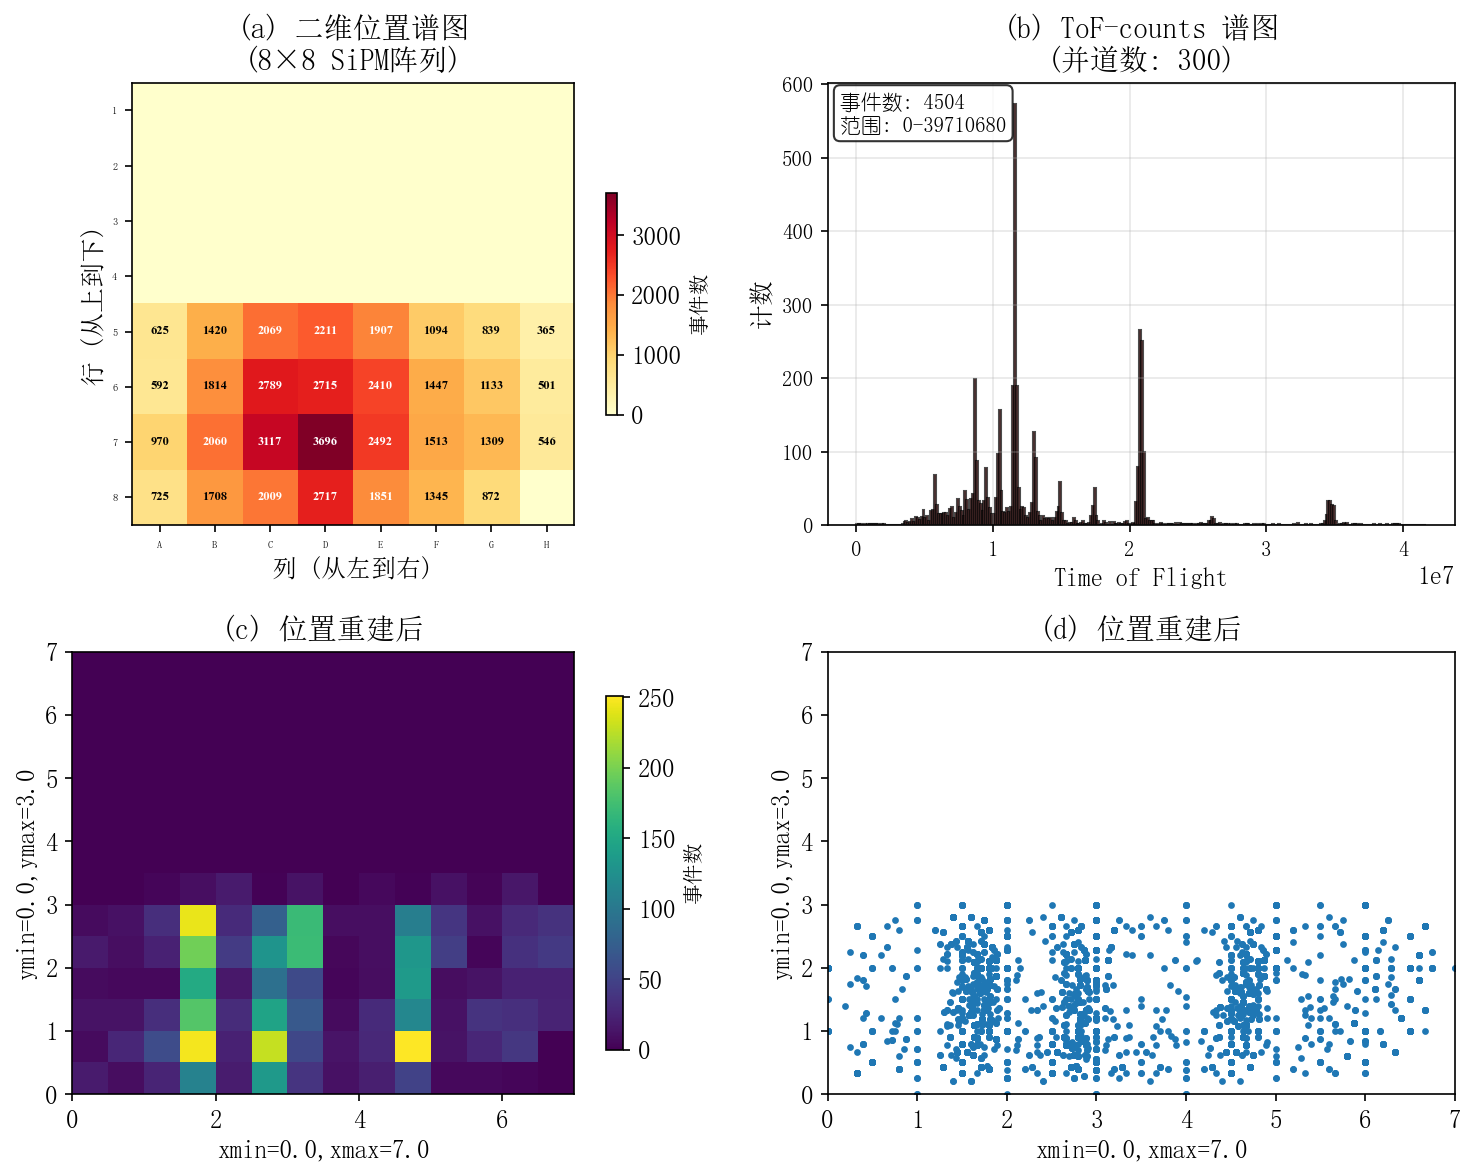 (a) 二维位置谱图
(8×8 SiPM阵列)
行 (从上到下)
1
2
3
4
5
6
7
8
625 1420 2069 2211 1907 1094 839 365
592 1814 2789 2715 2410 1447 1133 501
970 2060 3117 3696 2492 1513 1309 546
725 1708 2009 2717 1851 1345 872
A B C D E F G H
列 (从左到右)
3000
2000
1000
0
事件数
(b) ToF-counts 谱图
(并道数: 300)
事件数: 4504
范围: 0-39710680
计数
600
500
400
300
200
100
0
0 1 2 3 4
1e7
Time of Flight
(c) 位置重建后
ymin=0.0,ymax=3.0
7
6
5
4
3
2
1
0
0 2 4 6
xmin=0.0,xmax=7.0
250
200
150
100
50
0
事件数
(d) 位置重建后
ymin=0.0,ymax=3.0
7
6
5
4
3
2
1
0
0 1 2 3 4 5 6 7
xmin=0.0,xmax=7.0